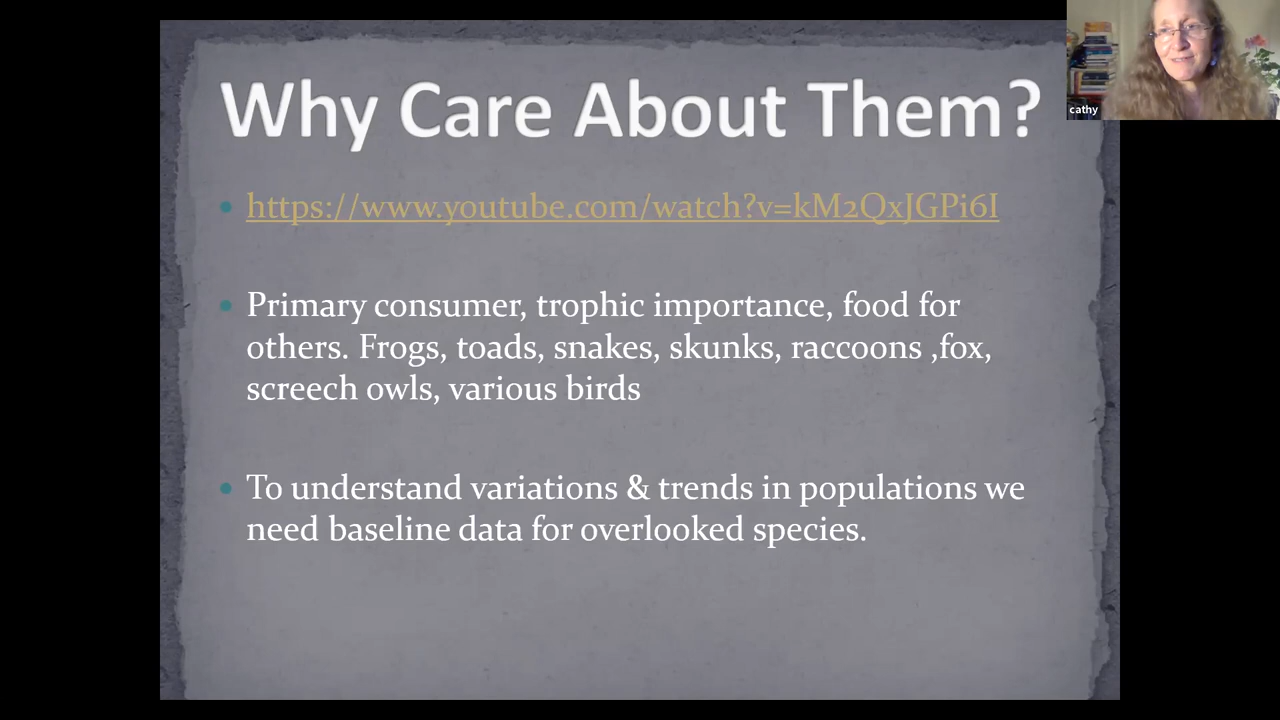 Why Care About Them?
cathy
• https://www.youtube.com/watch?v=kM2QxJGPi6I
• Primary consumer, trophic importance, food for
others. Frogs, toads, snakes, skunks, raccoons ,fox,
screech owls, various birds
• To understand variations & trends in populations we
need baseline data for overlooked species.